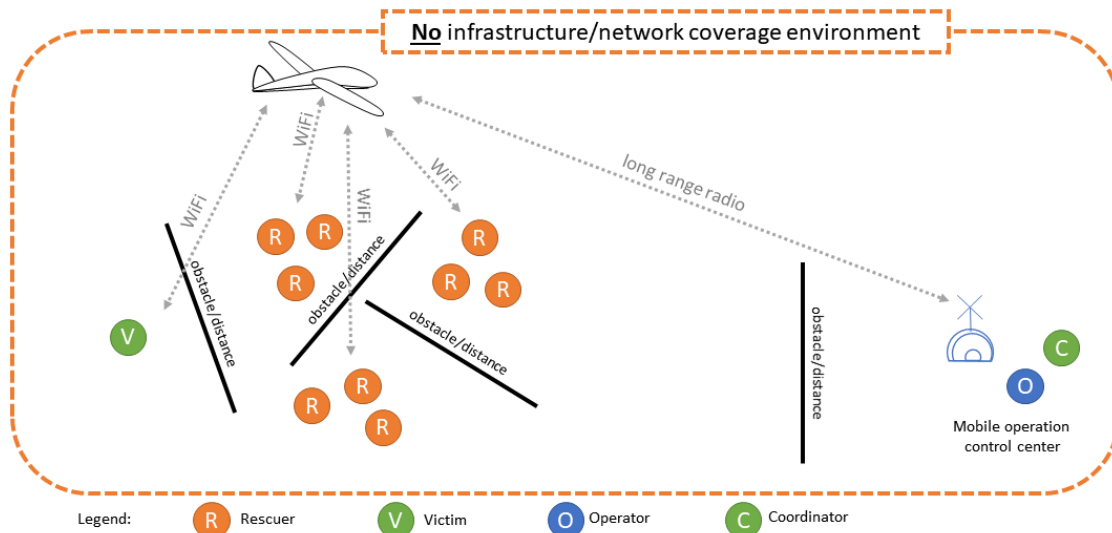 No infrastructure/network coverage environment
WiFi
WiFi
WiFi
WiFi
long range radio
R
R
R
R
R
R
obstacle/distance
obstacle/distance
obstacle/distance
obstacle/distance
V
C
R
R
R
O
Mobile operation
control center
Legend:
R
Rescuer
V
Victim
O
Operator
C
Coordinator